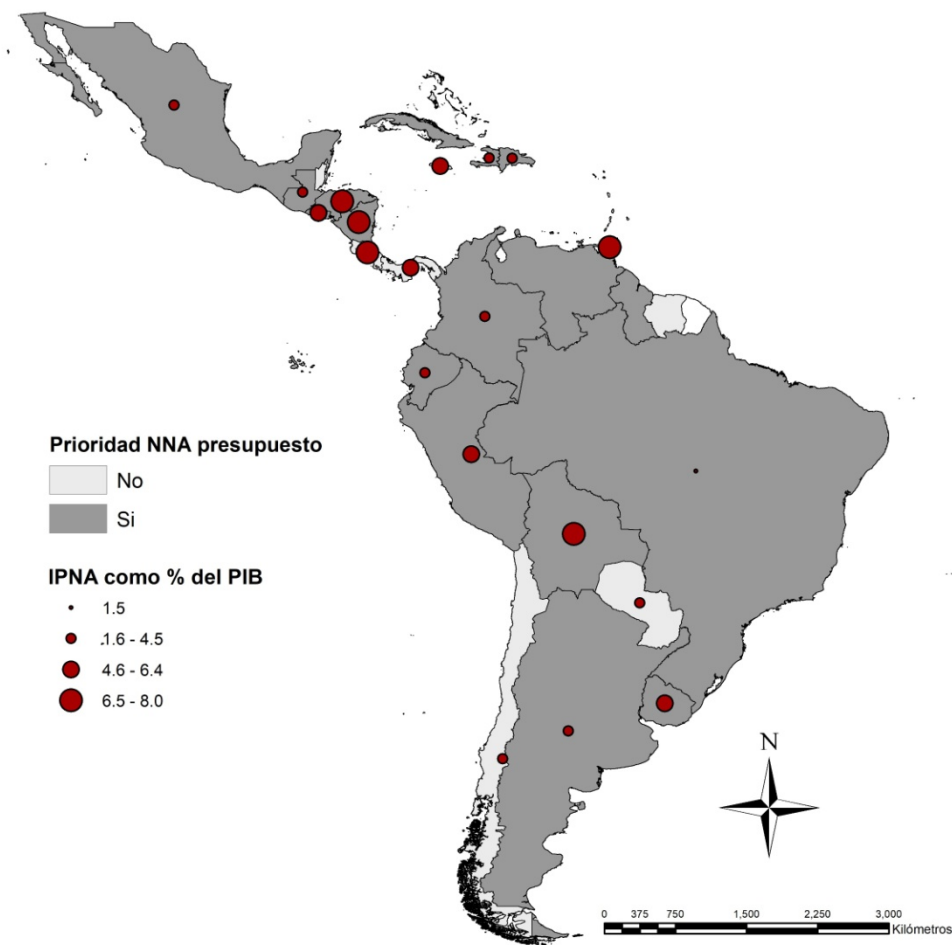 Prioridad NNA presupuesto
No
Si
IPNA como % del PIB
1.5
1.6 - 4.5
4.6 - 6.4
6.5 - 8.0
N
0 375 750 1,500 2,250 3,000
Kilómetros